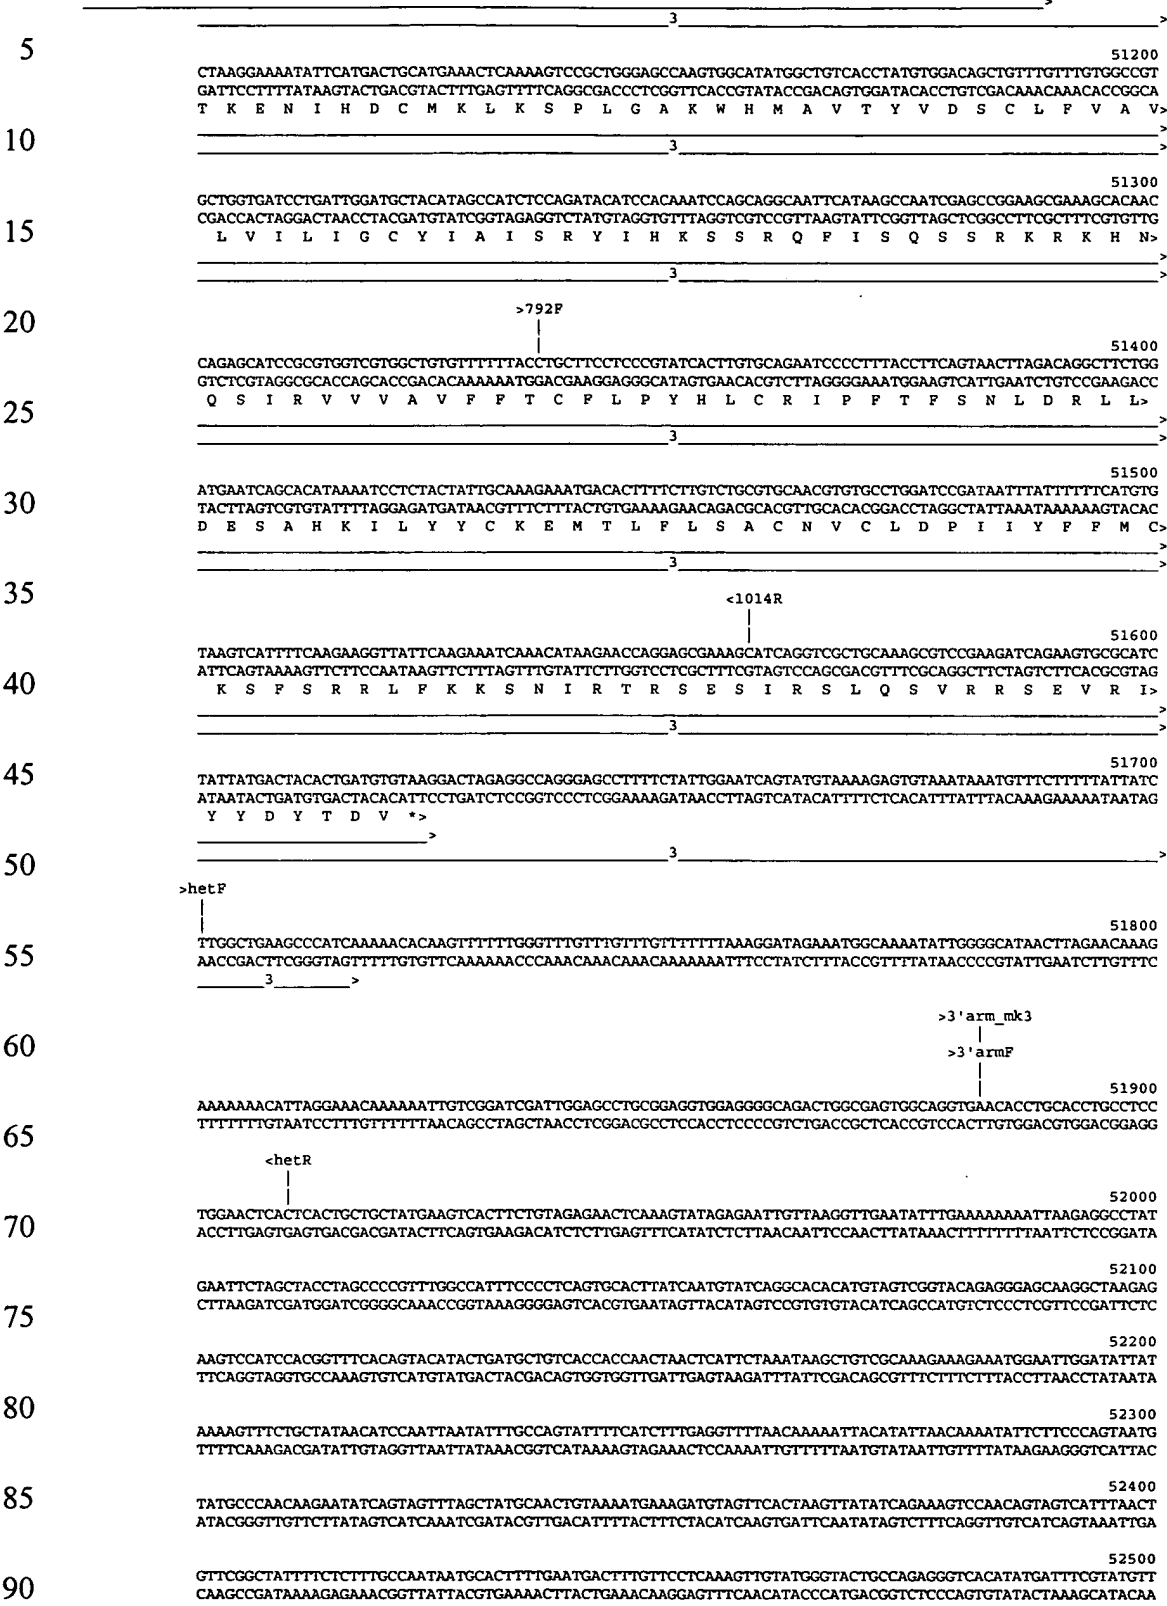 3
5
51200
CTAAGGAAAATATTCATGACTGCATGAAACTCAAAAGTCCGCTGGGAGCCAAGTGGCATATGGCTGTCACCTATGTGGACAGCTGTTTGTTTGTGGCCGT
GATTCCTTTTATAAGTACTGACGTACTTTGAGTTTTCAGGCGACCCTCGGTTCACCGTATACCGACAGTGGATACACCTGTCGACAAACAAACACCGGCA
T K E N I H D C M K L K S P L G A K W H M A V T Y V D S C L F V A V>
10
3
51300
GCTGGTGATCCTGATTGGATGCTACATAGCCATCTCCAGATACATCCACAAATCCAGCAGGCAATTCATAAGCCAATCGAGCCGGAAGCGAAAGCACAAC
CGACCACTAGGACTAACCTACGATGTATCGGTAGAGGTCTATGTAGGTGTTTAGGTCGTCCGTTAAGTATTCGGTTAGCTCGGCCTTCGCTTTCGTGTTG
15
L V I L I G C Y I A I S R Y I H K S S R Q F I S Q S S R K R K H N>
3
20
>792F
51400
CAGAGCATCCGCGTGGTCGTGGCTGTGTTTTTTACCTGCTTCCTCCCGTATCACTTGTGCAGAATCCCCTTTACCTTCAGTAACTTAGACAGGCTTCTGG
GTCTCGTAGGCGCACCAGCACCGACACAAAAAATGGACGAAGGAGGGCATAGTGAACACGTCTTAGGGGAAATGGAAGTCATTGAATCTGTCCGAAGACC
25
Q S I R V V V A V F F T C F L P Y H L C R I P F T F S N L D R L L>
3
51500
ATGAATCAGCACATAAAATCCTCTACTATTGCAAAGAAATGACACTTTTCTTGTCTGCGTGCAACGTGTGCCTGGATCCGATAATTTATTTTTTCATGTG
30
TACTTAGTCGTGTATTTTAGGAGATGATAACGTTTCTTTACTGTGAAAAGAACAGACGCACGTTGCACACGGACCTAGGCTATTAAATAAAAAAGTACAC
D E S A H K I L Y Y C K E M T L F L S A C N V C L D P I I Y F F M C>
3
35
<1014R
51600
TAAGTCATTTTCAAGAAGGTTATTCAAGAAATCAAACATAAGAACCAGGAGCGAAAGCATCAGGTCGCTGCAAAGCGTCCGAAGATCAGAAGTGCGCATC
ATTCAGTAAAAGTTCTTCCAATAAGTTCTTTAGTTTGTATTCTTGGTCCTCGCTTTCGTAGTCCAGCGACGTTTCGCAGGCTTCTAGTCTTCACGCGTAG
40
K S F S R R L F K K S N I R T R S E S I R S L Q S V R R S E V R I>
3
45
51700
TATTATGACTACACTGATGTGTAAGGACTAGAGGCCAGGGAGCCTTTTCTATTGGAATCAGTATGTAAAAGAGTGTAAATAAATGTTTCTTTTTATTATC
ATAATACTGATGTGACTACACATTCCTGATCTCCGGTCCCTCGGAAAAGATAACCTTAGTCATACATTTTCTCACATTTATTTACAAAGAAAAATAATAG
Y Y D Y T D V *>
3
50
>hetF
51800
TTGGCTGAAGCCCATCAAAAACACAAGTTTTTTGGGTTTGTTTGTTTGTTTTTTTAAAGGATAGAAATGGCAAAATATTGGGGCATAACTTAGAACAAAG
55
AACCGACTTCGGGTAGTTTTTGTGTTCAAAAAACCCAAACAAACAAACAAAAAAATTTCCTATCTTTACCGTTTTATAACCCCGTATTGAATCTTGTTTC
3
>3'arm_mk3
60
>3'armF
51900
AAAAAAACATTAGGAAACAAAAAATTGTCGGATCGATTGGAGCCTGCGGAGGTGGAGGGGCAGACTGGCGAGTGGCAGGTGAACACCTGCACCTGCCTCC
TTTTTTTGTAATCCTTTGTTTTTTAACAGCCTAGCTAACCTCGGACGCCTCCACCTCCCCGTCTGACCGCTCACCGTCCACTTGTGGACGTGGACGGAGG
65
<hetR
52000
TGGAACTCACTCACTGCTGCTATGAAGTCACTTCTGTAGAGAACTCAAAGTATAGAGAATTGTTAAGGTTGAATATTTGAAAAAAAATTAAGAGGCCTAT
70
ACCTTGAGTGAGTGACGACGATACTTCAGTGAAGACATCTCTTGAGTTTCATATCTCTTAACAATTCCAACTTATAAACTTTTTTTTAATTCTCCGGATA
52100
GAATTCTAGCTACCTAGCCCCGTTTGGCCATTTCCCCTCAGTGCACTTATCAATGTATCAGGCACACATGTAGTCGGTACAGAGGGAGCAAGGCTAAGAG
75
CTTAAGATCGATGGATCGGGGCAAACCGGTAAAGGGGAGTCACGTGAATAGTTACATAGTCCGTGTGTACATCAGCCATGTCTCCCTCGTTCCGATTCTC
52200
AAGTCCATCCACGGTTTCACAGTACATACTGATGCTGTCACCACCAACTAACTCATTCTAAATAAGCTGTCGCAAAGAAAGAAATGGAATTGGATATTAT
TTCAGGTAGGTGCCAAAGTGTCATGTATGACTACGACAGTGGTGGTTGATTGAGTAAGATTTATTCGACAGCGTTTCTTTCTTTACCTTAACCTATAATA
80
52300
AAAAGTTTCTGCTATAACATCCAATTAATATTTGCCAGTATTTTCATCTTTGAGGTTTTAACAAAAATTACATATTAACAAAATATTCTTCCCAGTAATG
TTTTCAAAGACGATATTGTAGGTTAATTATAAACGGTCATAAAAGTAGAAACTCCAAAATTGTTTTTAATGTATAATTGTTTTATAAGAAGGGTCATTAC
85
52400
TATGCCCAACAAGAATATCAGTAGTTTAGCTATGCAACTGTAAAATGAAAGATGTAGTTCACTAAGTTATATCAGAAAGTCCAACAGTAGTCATTTAACT
ATACGGGTTGTTCTTATAGTCATCAAATCGATACGTTGACATTTTACTTTCTACATCAAGTGATTCAATATAGTCTTTCAGGTTGTCATCAGTAAATTGA
52500
GTTCGGCTATTTTCTCTTTGCCAATAATGCACTTTTGAATGACTTTGTTCCTCAAAGTTGTATGGGTACTGCCAGAGGGTCACATATGATTTCGTATGTT
90
CAAGCCGATAAAAGAGAAACGGTTATTACGTGAAAACTTACTGAAACAAGGAGTTTCAACATACCCATGACGGTCTCCCAGTGTATACTAAAGCATACAA